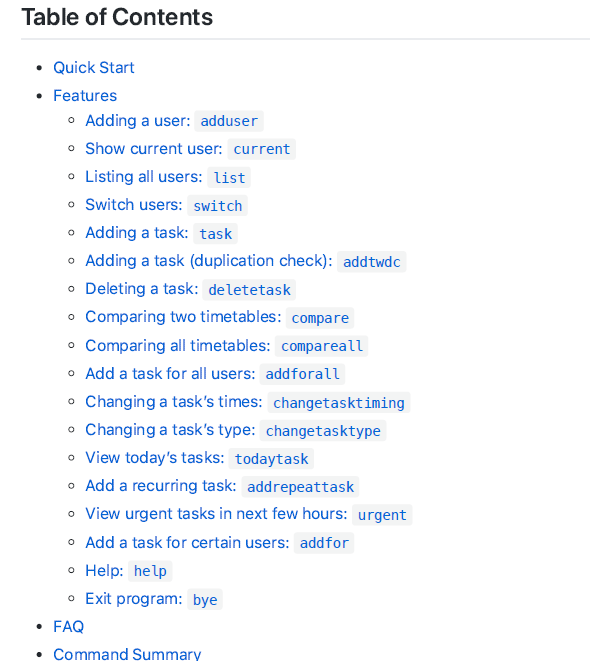 Table of Contents
Quick Start
Features
Adding a user: adduser
Show current user: current
Listing all users: list
Switch users: switch
Adding a task: task
Adding a task (duplication check): addtwdc
Deleting a task: deletetask
Comparing two timetables: compare
Comparing all timetables: compareall
Add a task for all users: addforall
Changing a task’s times: changetasktiming
Changing a task’s type: changetasktype
View today’s tasks: todaytask
Add a recurring task: addrepeattask
View urgent tasks in next few hours: urgent
Add a task for certain users: addfor
Help: help
Exit program: bye
FAQ
Command Summary